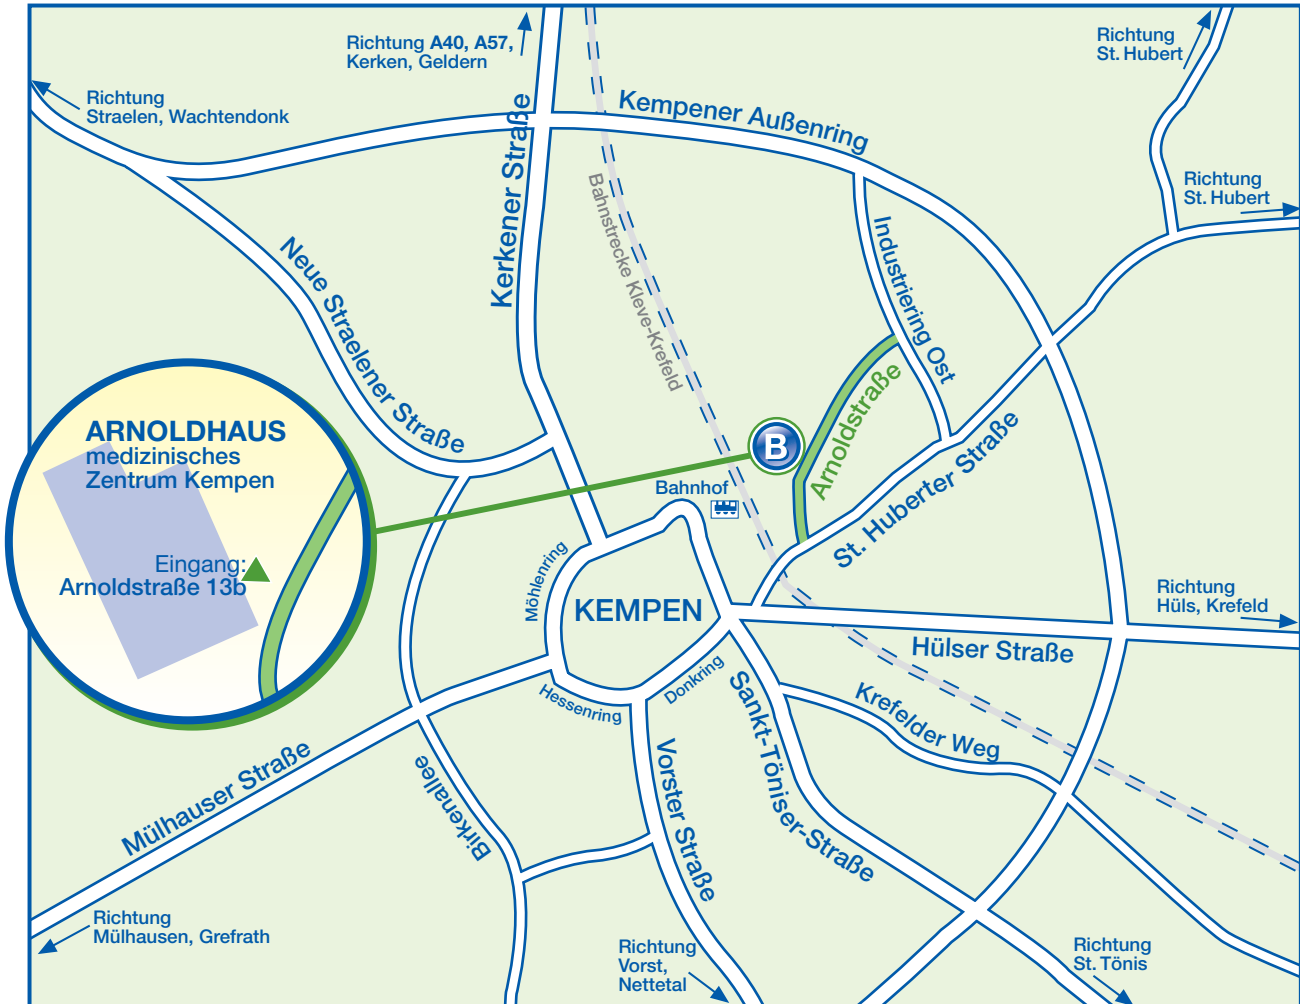 Richtung A40, A57,
Kerken, Geldern
Richtung
St. Hubert
Richtung
Straelen, Wachtendonk
Kempener Außenring
Kerkener Straße
Bahnstrecke Kleve-Krefeld
Richtung
St. Hubert
Industriering Ost
Neue Straelener Straße
Arnoldstraße
ARNOLDHAUS
medizinisches
Zentrum Kempen
Eingang:
Arnoldstraße 13b
B
Bahnhof
St. Huberter Straße
Möhlenring
KEMPEN
Richtung
Hüls, Krefeld
Hülser Straße
Donkring
Hessenring
Sankt-Töniser-Straße
Krefelder Weg
Mülhauser Straße
Birkenallee
Vorster Straße
Richtung
Mülhausen, Grefrath
Richtung
Vorst,
Nettetal
Richtung
St. Tönis